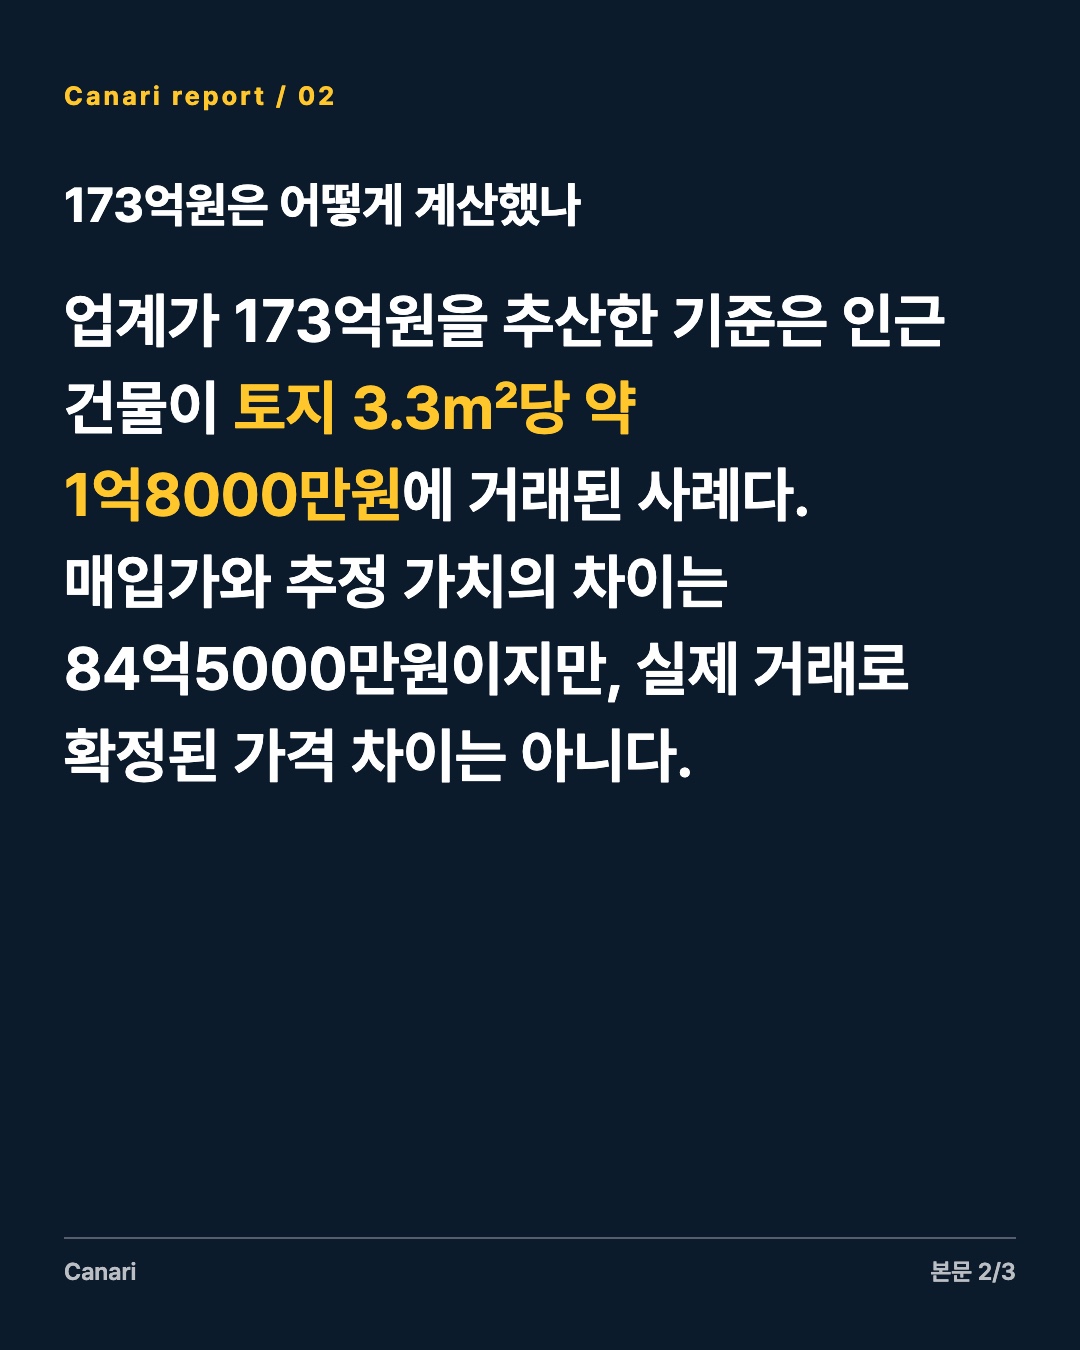 Canari report / 02
173억원은 어떻게 계산했나
업계가 173억원을 추산한 기준은 인근
건물이 토지 3.3m²당 약
1억8000만원에 거래된 사례다.
매입가와 추정 가치의 차이는
84억5000만원이지만, 실제 거래로
확정된 가격 차이는 아니다.
Canari
본문 2/3